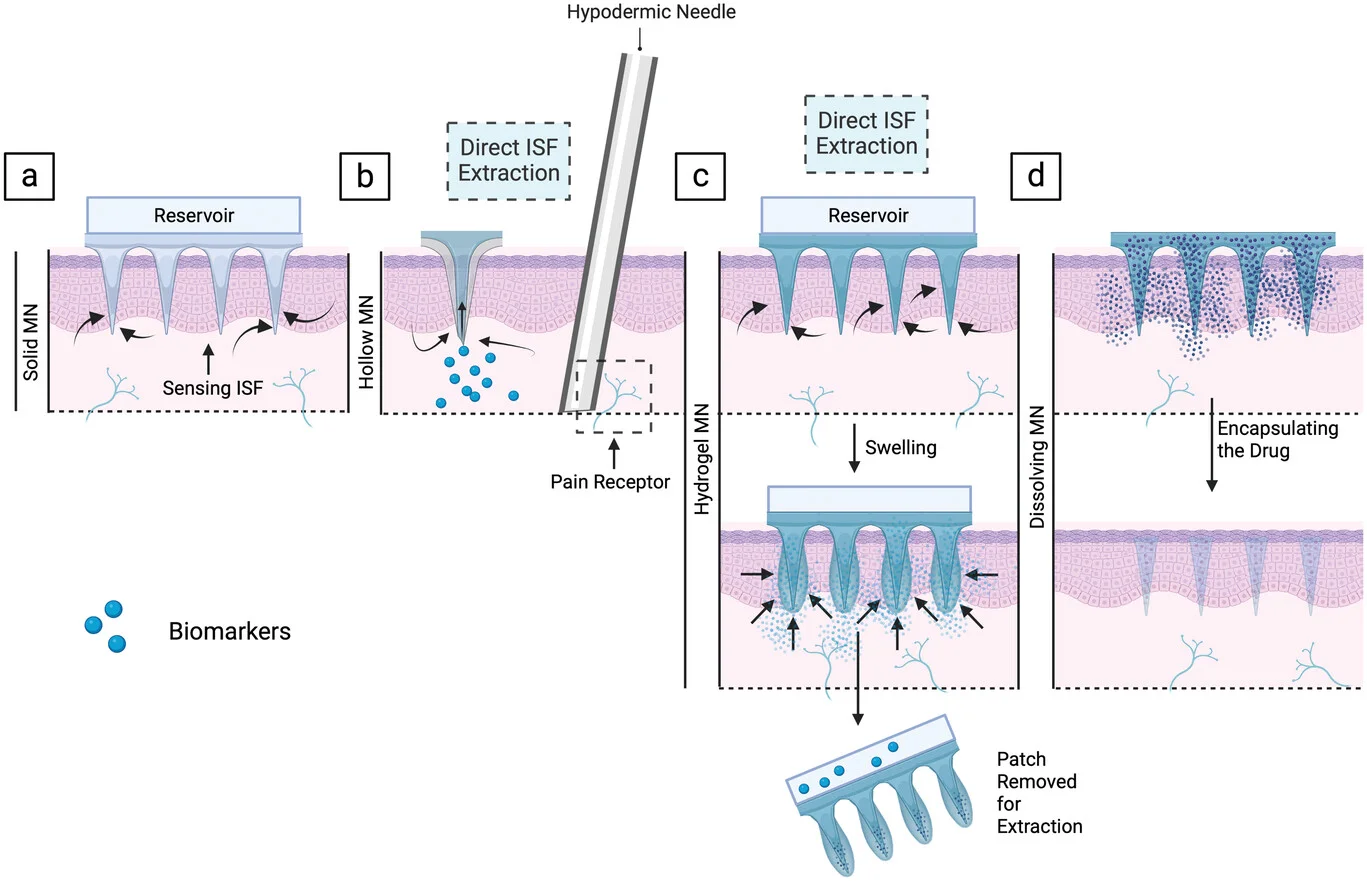 Hypodermic Needle
a
Reservoir
Solid MN
Sensing ISF
b
Direct ISF
Extraction
Hollow MN
Pain Receptor
c
Direct ISF
Extraction
Reservoir
Hydrogel MN
Swelling
Patch
Removed
for
Extraction
d
Dissolving MN
Encapsulating
the Drug
Biomarkers